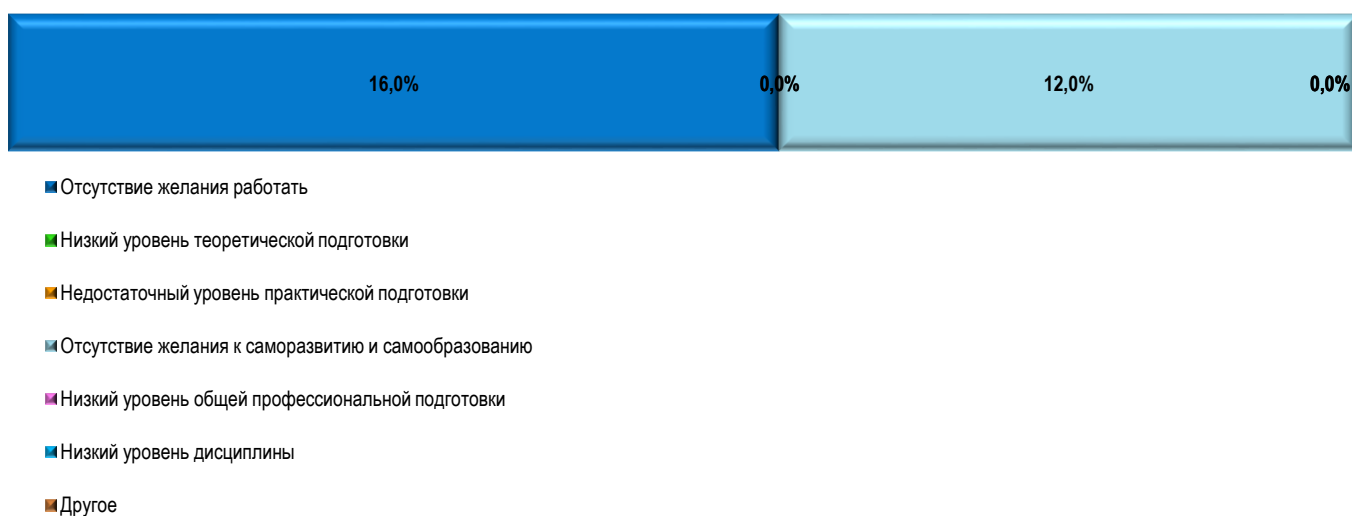 16,0% 0,0% 12,0% 0,0%
Отсутствие желания работать
Низкий уровень теоретической подготовки
Недостаточный уровень практической подготовки
Отсутствие желания к саморазвитию и самообразованию
Низкий уровень общей профессиональной подготовки
Низкий уровень дисциплины
Другое